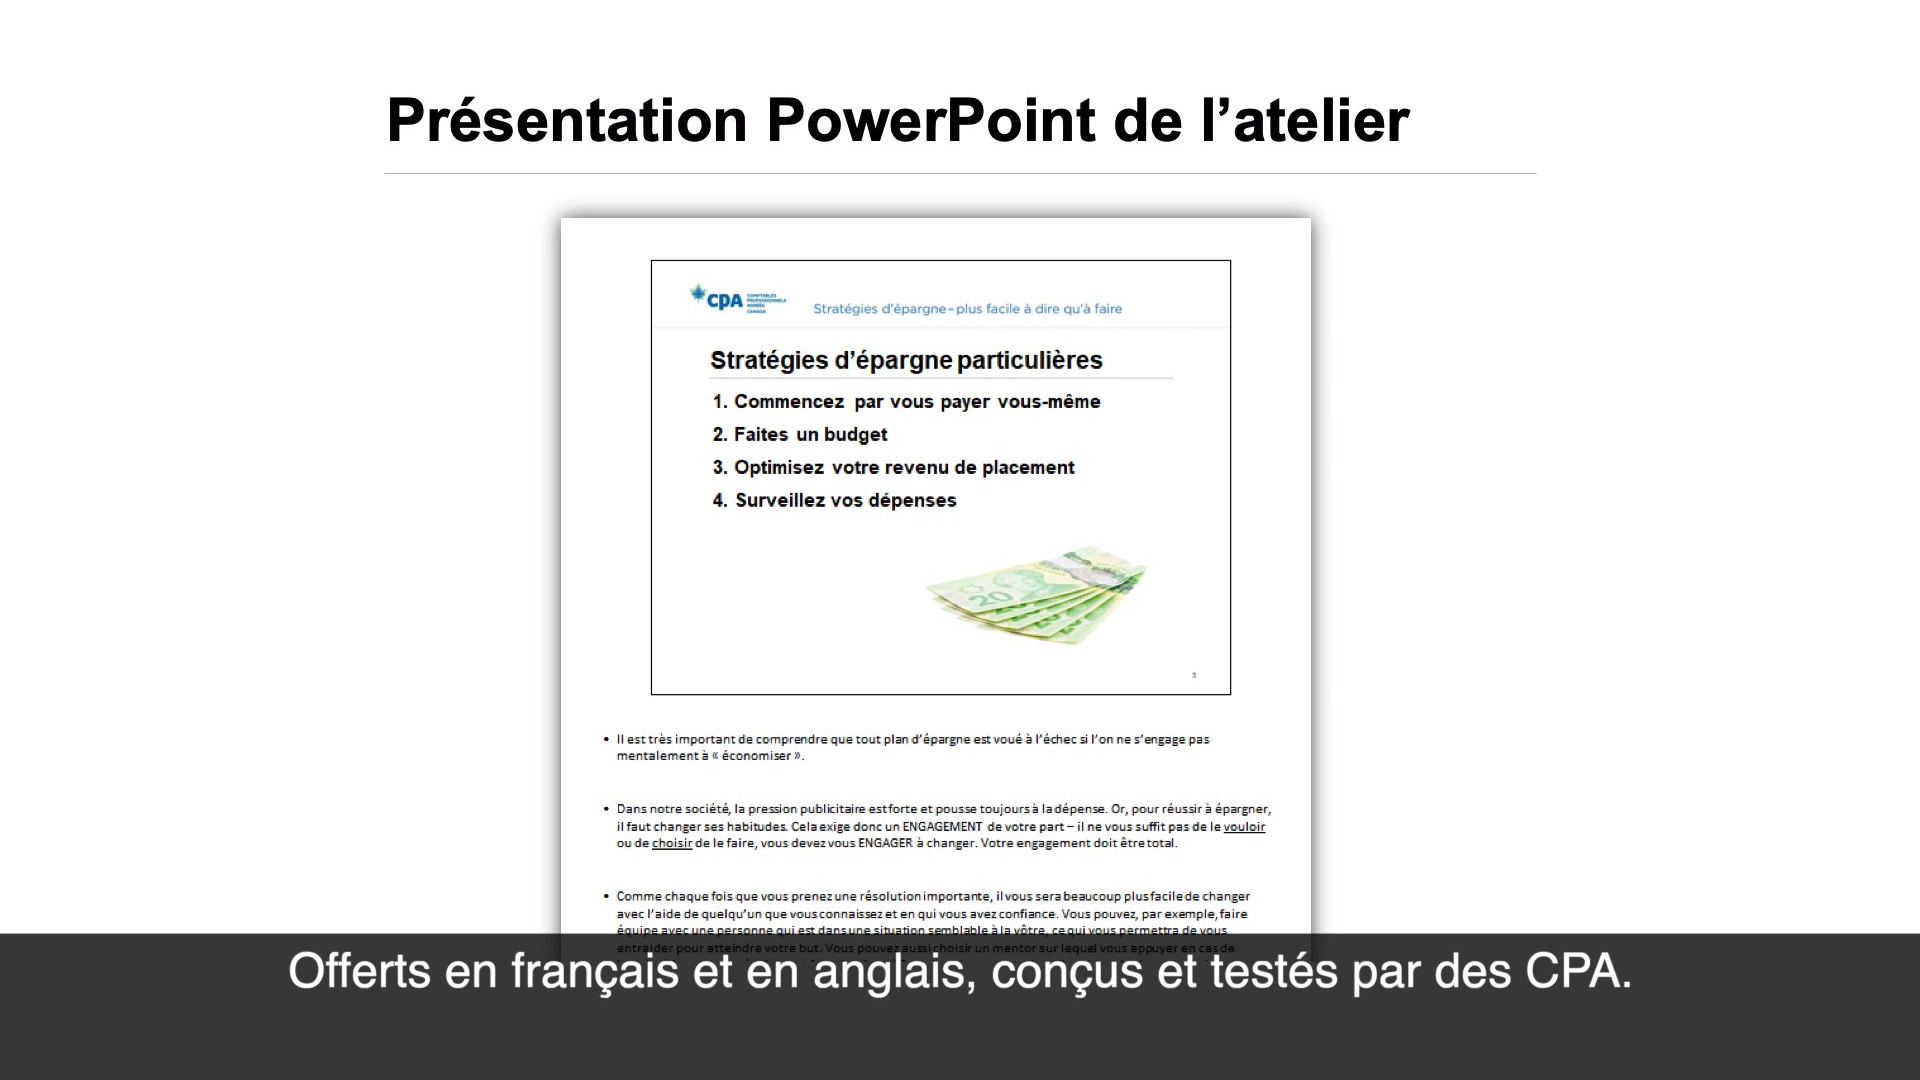 Présentation PowerPoint de l’atelier
CPA
COMPTABLES
PROFESSIONNELS
AGRÉÉS
CANADA
Stratégies d’épargne – plus facile à dire qu’à faire
Stratégies d’épargne particulières
1. Commencez par vous payer vous-même
2. Faites un budget
3. Optimisez votre revenu de placement
4. Surveillez vos dépenses
20
5
• Il est très important de comprendre que tout plan d’épargne est voué à l’échec si l’on ne s’engage pas
mentalement à « économiser ».
• Dans notre société, la pression publicitaire est forte et pousse toujours à la dépense. Or, pour réussir à épargner,
il faut changer ses habitudes. Cela exige donc un ENGAGEMENT de votre part – il ne vous suffit pas de le vouloir
ou de choisir de le faire, vous devez vous ENGAGER à changer. Votre engagement doit être total.
• Comme chaque fois que vous prenez une résolution importante, il vous sera beaucoup plus facile de changer
avec l’aide de quelqu’un que vous connaissez et en qui vous avez confiance. Vous pouvez, par exemple, faire
équipe avec une personne qui est dans une situation semblable à la vôtre, ce qui vous permettra de vous
entraider pour atteindre votre but. Vous pouvez aussi choisir un mentor sur lequel vous appuyer en cas de
Offerts en français et en anglais, conçus et testés par des CPA.